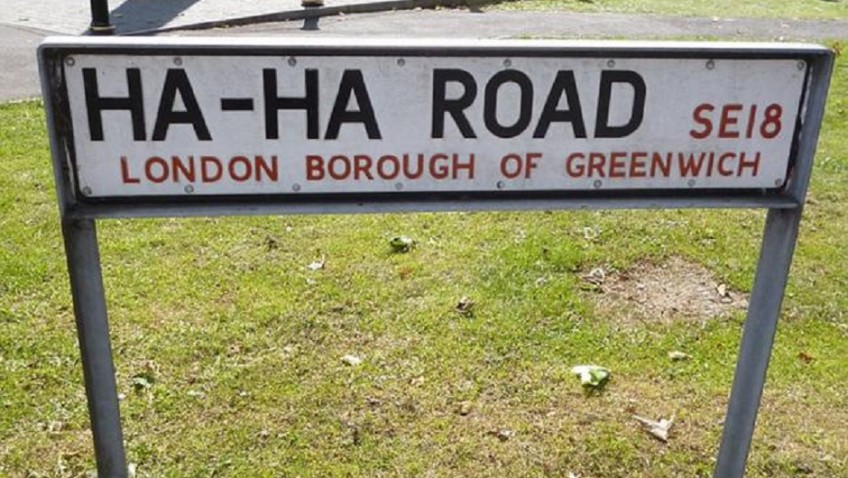 HA-HA ROAD SE18
LONDON BOROUGH OF GREENWICH